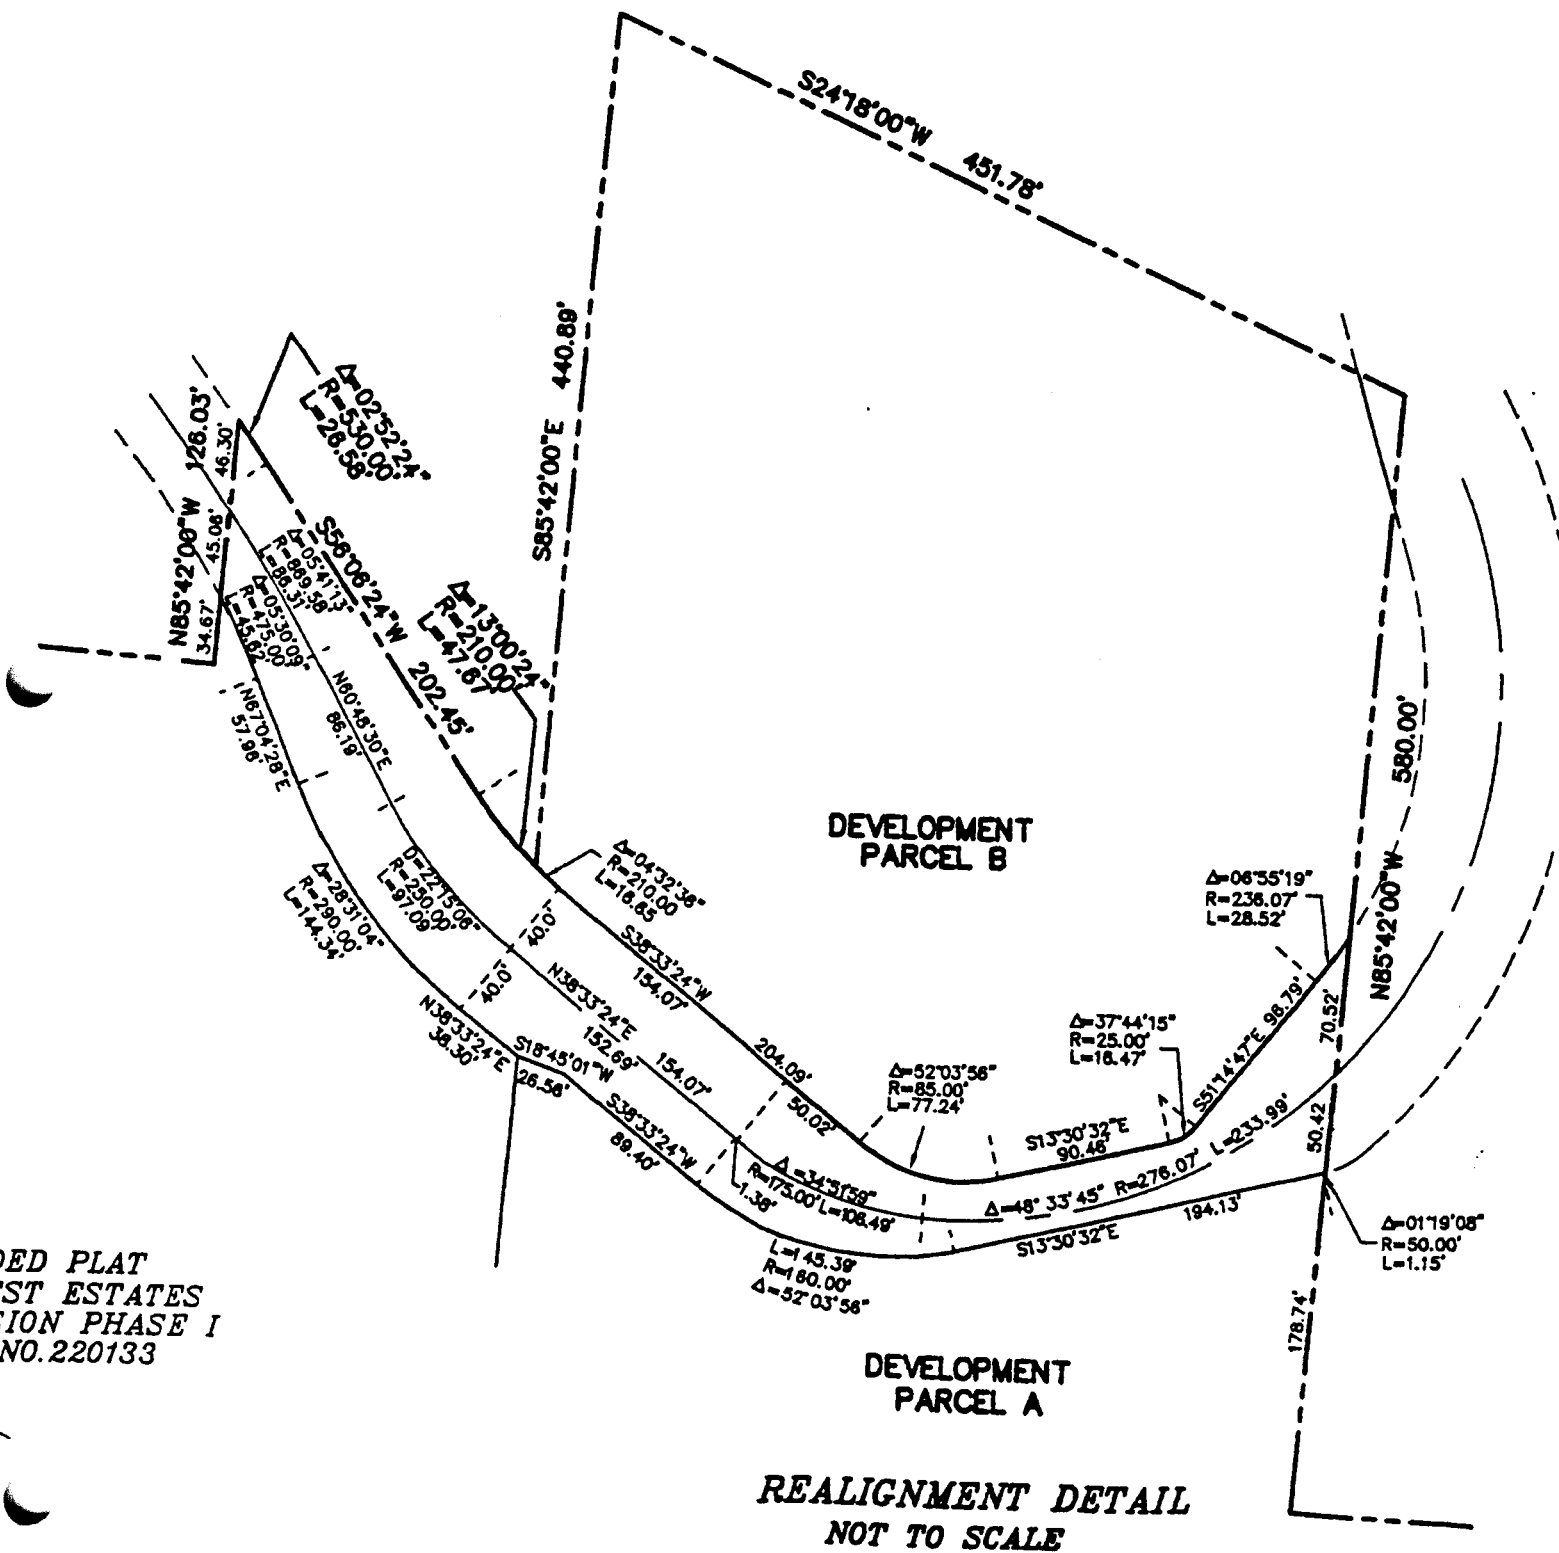 S24°18'00"W 451.78'
S85°42'00"E 440.89'
Δ=02°52'24"
R=530.00'
L=26.58'
N85°42'00"W 126.03'
46.30'
45.06'
34.67'
S56°06'24"W 202.45'
Δ=05°41'13"
R=869.58'
L=86.31'
Δ=05°30'09"
R=475.00'
L=45.62'
Δ=13°00'24"
R=210.00'
L=47.67'
N60°48'30"E
86.19'
N67°04'28"E
57.96'
DEVELOPMENT
PARCEL B
N85°42'00"W 580.00'
Δ=04°32'36"
R=210.00
L=16.65
D=22°15'06"
R=250.00'
L=97.09'
Δ=28°31'04"
R=290.00'
L=144.34'
Δ=06°55'19"
R=236.07'
L=28.52'
40.0'
40.0'
S38°33'24"W
154.07'
N38°33'24"E
152.69'
N38°33'24"E
38.30'
S18°45'01"W
26.58'
S38°33'24"W
89.40'
154.07'
204.09'
50.02'
Δ=52°03'56"
R=85.00'
L=77.24'
Δ=37°44'15"
R=25.00'
L=16.47'
S51°14'47"E 98.79'
70.52'
S13°30'32"E
90.46'
50.42
Δ=34°51'59"
R=175.00' L=106.49'
1.38'
Δ=48° 33'45" R=276.07' L=233.99'
S13°30'32"E 194.13'
L=145.39'
R=160.00'
Δ=52°03'56"
Δ=01°19'08"
R=50.00'
L=1.15'
178.74'
DED PLAT
ST ESTATES
ION PHASE I
NO.220133
DEVELOPMENT
PARCEL A
REALIGNMENT DETAIL
NOT TO SCALE